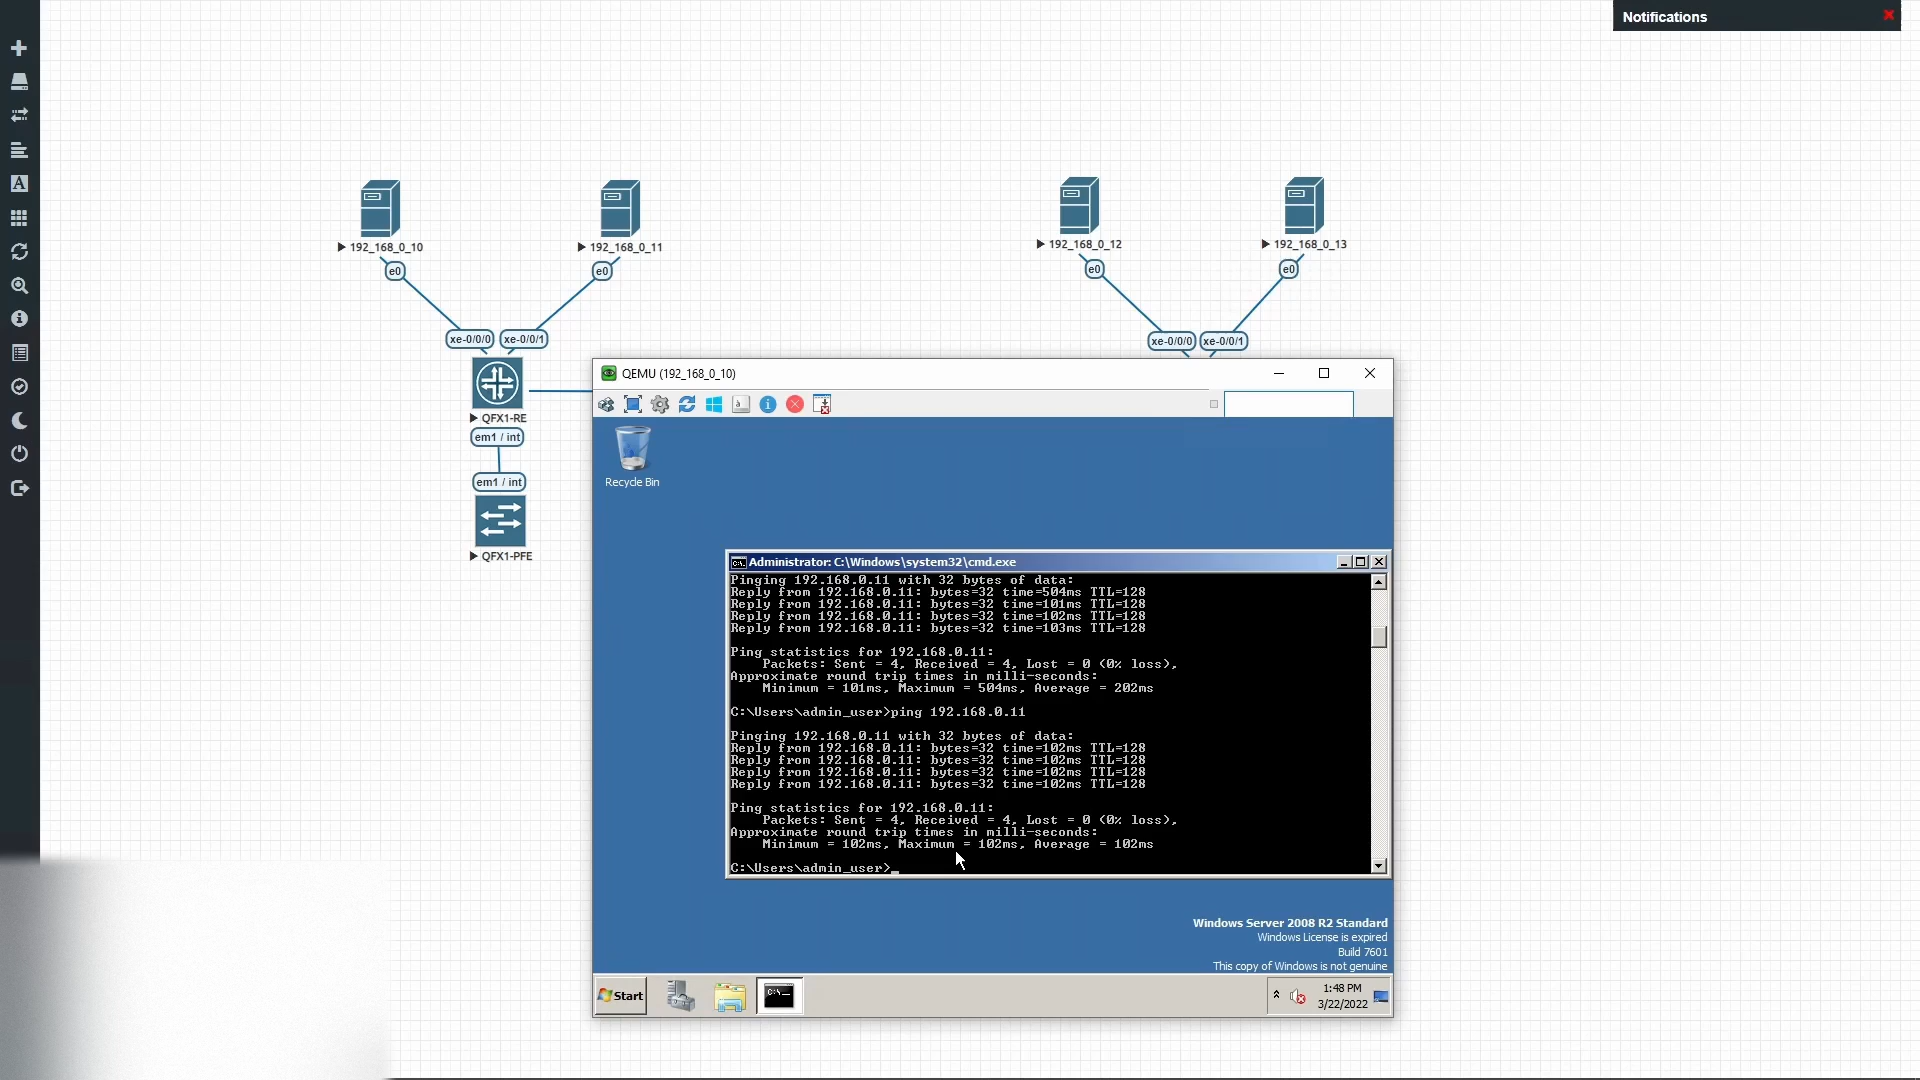 Notifications
192_168_0_10
192_168_0_11
192_168_0_12
192_168_0_13
e0
e0
e0
e0
xe-0/0/0
xe-0/0/1
xe-0/0/0
xe-0/0/1
QFX1-RE
em1 / int
em1 / int
QFX1-PFE
QEMU (192_168_0_10)
Recycle Bin
Administrator: C:\Windows\system32\cmd.exe
Pinging 192.168.0.11 with 32 bytes of data:
Reply from 192.168.0.11: bytes=32 time=504ms TTL=128
Reply from 192.168.0.11: bytes=32 time=101ms TTL=128
Reply from 192.168.0.11: bytes=32 time=102ms TTL=128
Reply from 192.168.0.11: bytes=32 time=103ms TTL=128
Ping statistics for 192.168.0.11:
Packets: Sent = 4, Received = 4, Lost = 0 (0% loss),
Approximate round trip times in milli-seconds:
Minimum = 101ms, Maximum = 504ms, Average = 202ms
C:\Users\admin_user>ping 192.168.0.11
Pinging 192.168.0.11 with 32 bytes of data:
Reply from 192.168.0.11: bytes=32 time=102ms TTL=128
Reply from 192.168.0.11: bytes=32 time=102ms TTL=128
Reply from 192.168.0.11: bytes=32 time=102ms TTL=128
Reply from 192.168.0.11: bytes=32 time=102ms TTL=128
Ping statistics for 192.168.0.11:
Packets: Sent = 4, Received = 4, Lost = 0 (0% loss),
Approximate round trip times in milli-seconds:
Minimum = 102ms, Maximum = 102ms, Average = 102ms
C:\Users\admin_user>_
Windows Server 2008 R2 Standard
Windows License is expired
Build 7601
This copy of Windows is not genuine
Start
1:48 PM
3/22/2022